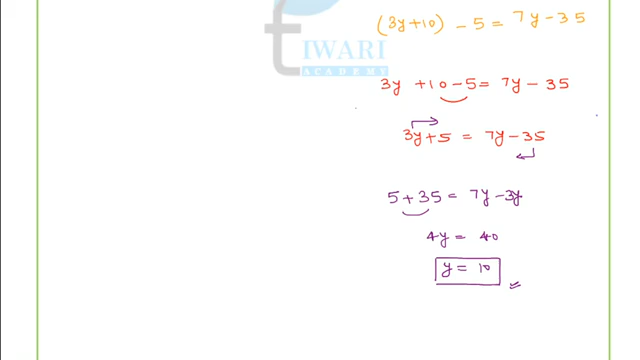 (3y+10) - 5 = 7y - 35
tIWARI
ACADEMY
3y + 10 - 5 = 7y - 35
3y + 5 = 7y - 35
5 + 35 = 7y - 3y
4y = 40
y = 10